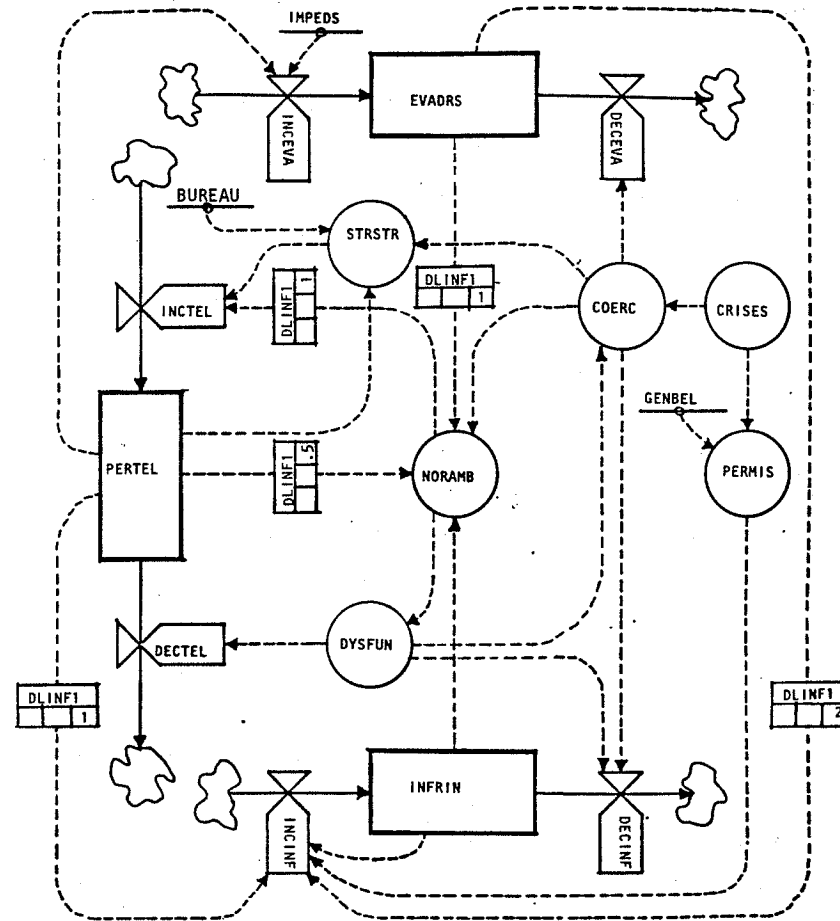 IMPEDS
EVADRS
INCEVA
DECEVA
BUREAU
STRSTR
DLINF1
1
DLINF1
1
INCTEL
COERC
CRISES
GENBEL
PERTEL
DLINF1
.5
NORAMB
PERMIS
DYSFUN
DECTEL
DLINF1
1
DLINF1
2
INFRIN
INCINF
DECINF